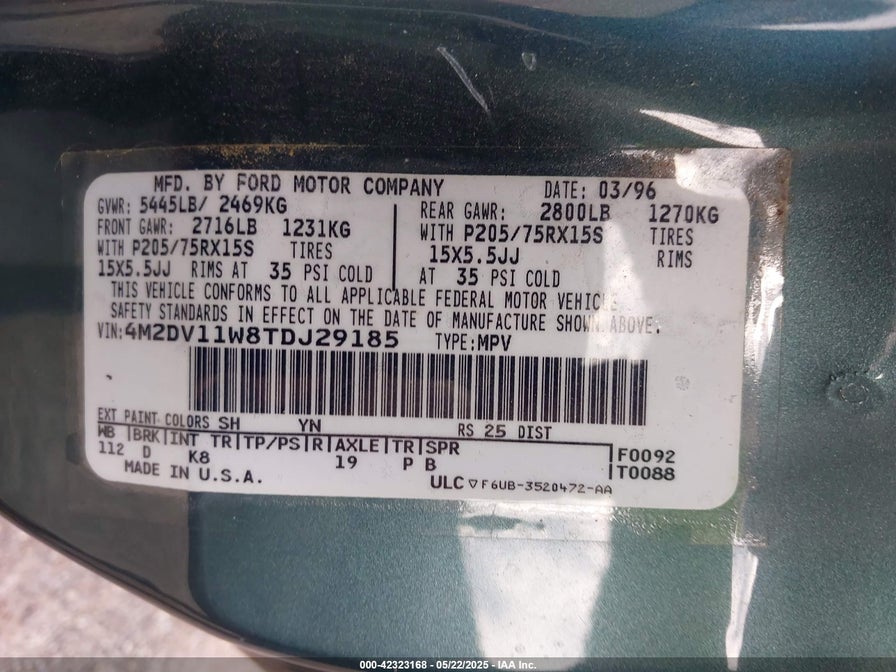 MFD. BY FORD MOTOR COMPANY DATE: 03/96
GVWR: 5445LB/ 2469KG
FRONT GAWR: 2716LB 1231KG
WITH P205/75RX15S TIRES
15X5.5JJ RIMS AT 35 PSI COLD
REAR GAWR: 2800LB 1270KG
WITH P205/75RX15S TIRES
15X5.5JJ RIMS
AT 35 PSI COLD
THIS VEHICLE CONFORMS TO ALL APPLICABLE FEDERAL MOTOR VEHICLE
SAFETY STANDARDS IN EFFECT ON THE DATE OF MANUFACTURE SHOWN ABOVE.
VIN:4M2DV11W8TDJ29185 TYPE:MPV
EXT PAINT COLORS SH YN RS 25 DIST
WB |BRK|INT TR|TP/PS|R|AXLE|TR|SPR
112 D K8 19 P B
F0092
T0088
MADE IN U.S.A.
ULC ▽F6UB-3520472-AA
000-42323168 - 05/22/2025 - IAA Inc.